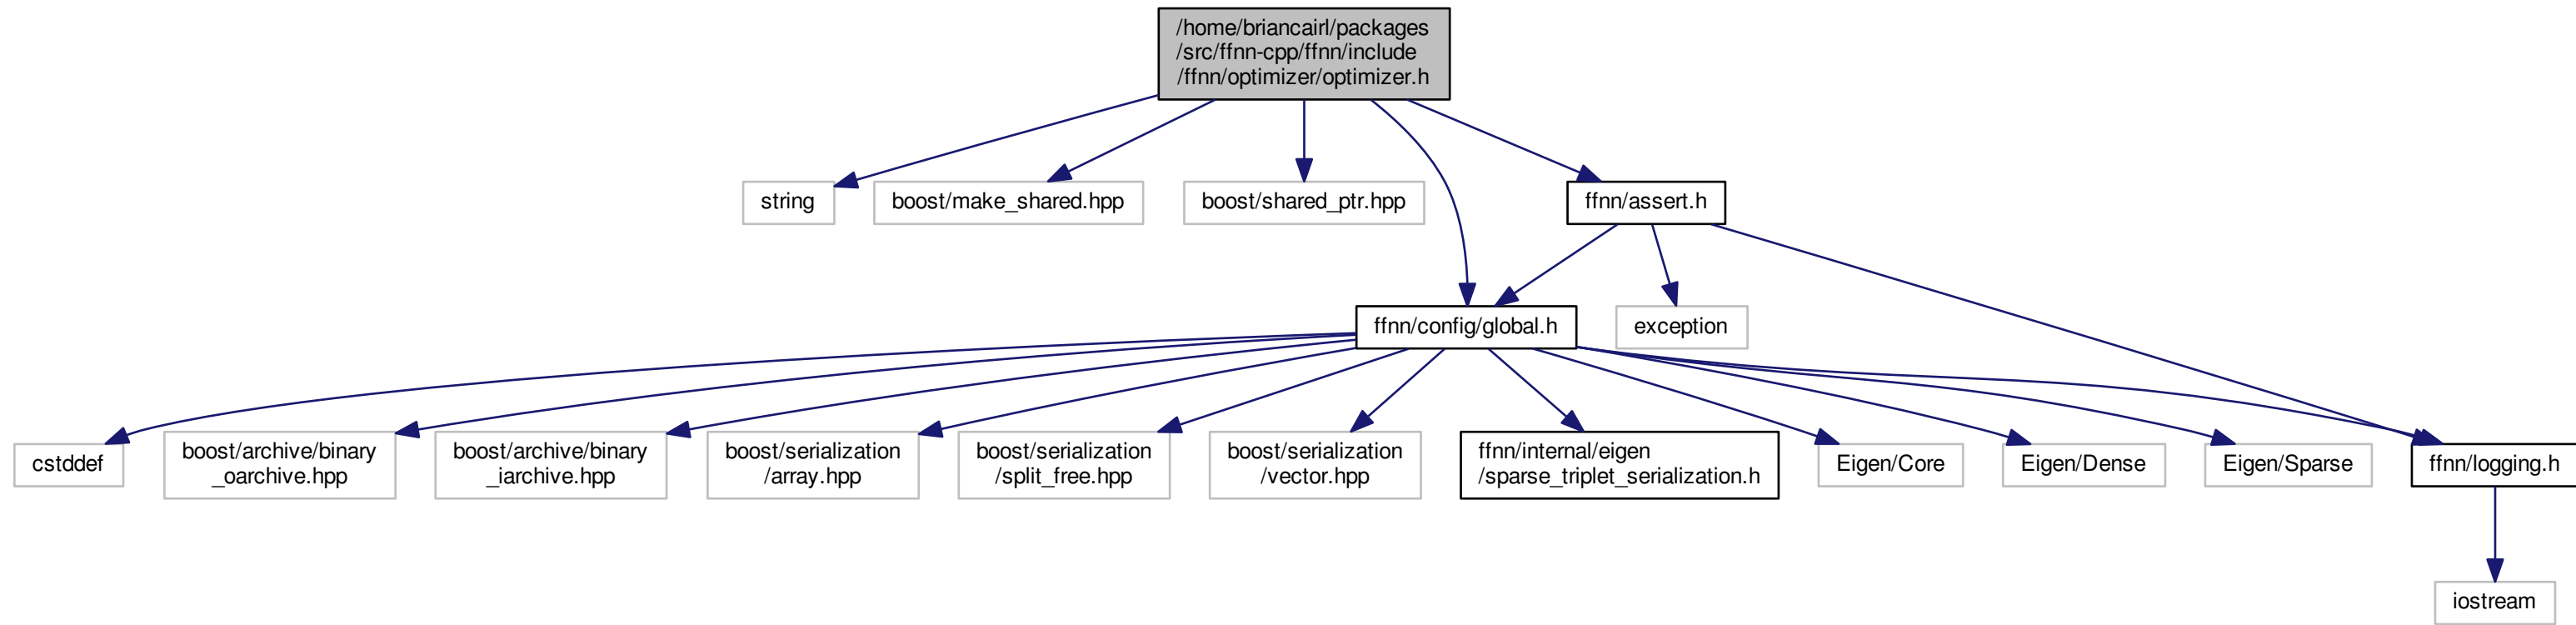 /home/briancairl/packages
/src/ffnn-cpp/ffnn/include
/ffnn/optimizer/optimizer.h
string
boost/make_shared.hpp
boost/shared_ptr.hpp
ffnn/assert.h
ffnn/config/global.h
exception
cstddef
boost/archive/binary
_oarchive.hpp
boost/archive/binary
_iarchive.hpp
boost/serialization
/array.hpp
boost/serialization
/split_free.hpp
boost/serialization
/vector.hpp
ffnn/internal/eigen
/sparse_triplet_serialization.h
Eigen/Core
Eigen/Dense
Eigen/Sparse
ffnn/logging.h
iostream